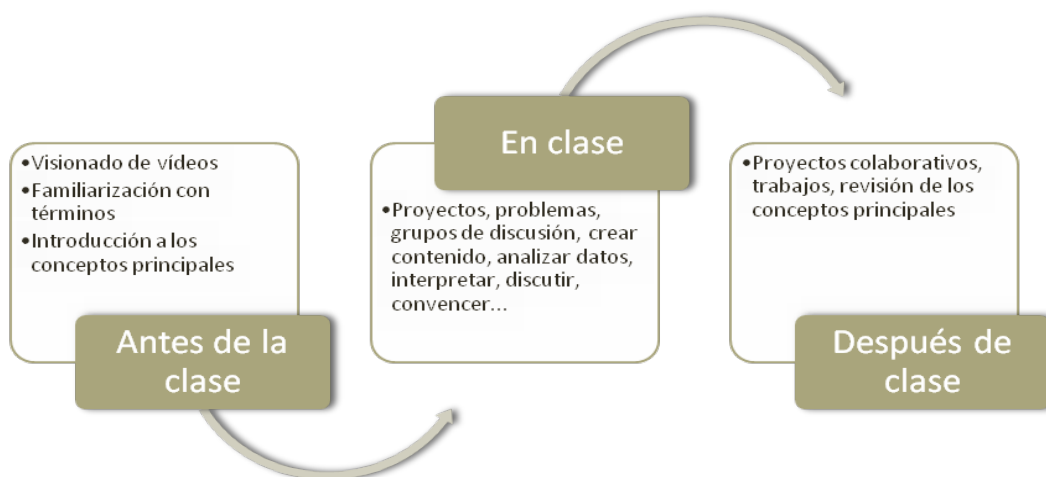 •Visionado de vídeos
•Familiarización con
términos
•Introducción a los
conceptos principales
Antes de la
clase
En clase
•Proyectos, problemas,
grupos de discusión, crear
contenido, analizar datos,
interpretar, discutir,
convencer...
•Proyectos colaborativos,
trabajos, revisión de los
conceptos principales
Después de
clase